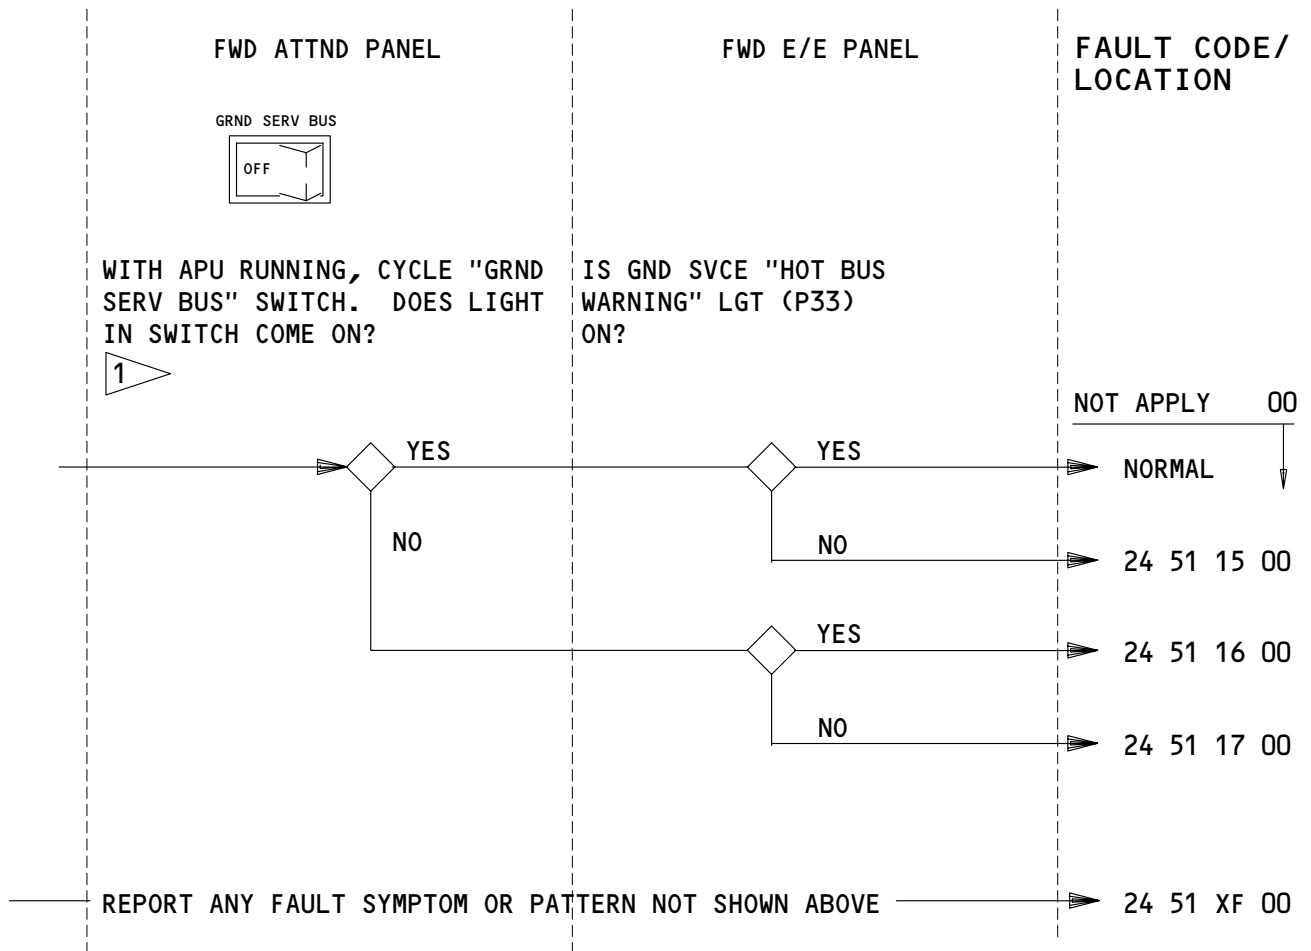 FWD ATTND PANEL
FWD E/E PANEL
FAULT CODE/
LOCATION
GRND SERV BUS
OFF
WITH APU RUNNING, CYCLE "GRND
SERV BUS" SWITCH. DOES LIGHT
IN SWITCH COME ON?
1
IS GND SVCE "HOT BUS
WARNING" LGT (P33)
ON?
NOT APPLY 00
YES
YES
NORMAL
NO
NO
24 51 15 00
YES
24 51 16 00
NO
24 51 17 00
REPORT ANY FAULT SYMPTOM OR PATTERN NOT SHOWN ABOVE
24 51 XF 00